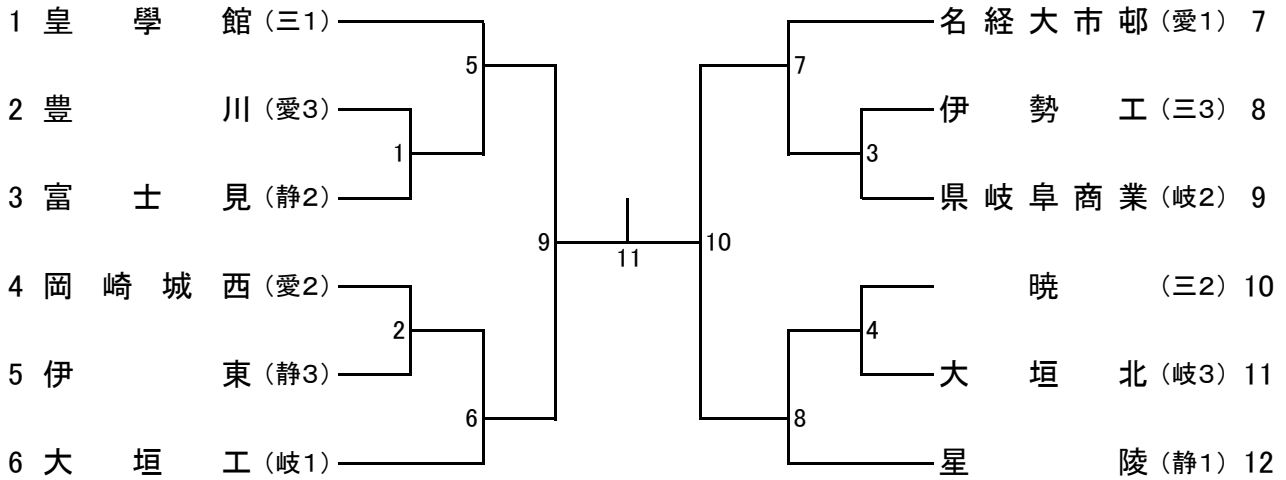 1 皇學館 (三1)
5
2 豊川 (愛3)
1
3 富士見 (静2)
9
4 岡崎城西 (愛2)
2
5 伊東 (静3)
6
6 大垣工 (岐1)
11
名経大市邨 (愛1) 7
7
伊勢工 (三3) 8
3
県岐阜商業 (岐2) 9
10
暁 (三2) 10
4
大垣北 (岐3) 11
8
星陵 (静1) 12